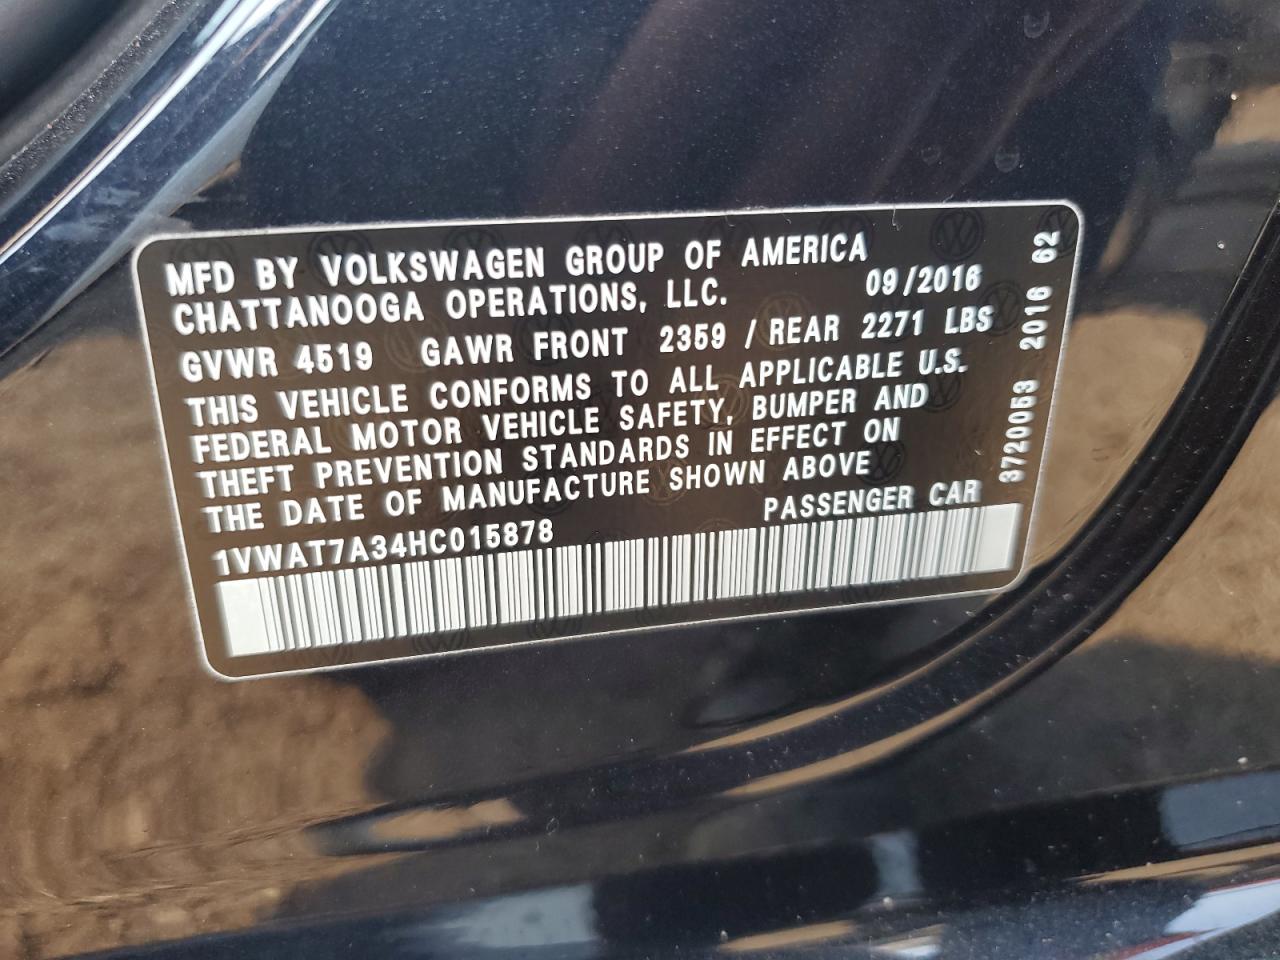 MFD BY VOLKSWAGEN GROUP OF AMERICA
CHATTANOOGA OPERATIONS, LLC. 09/2016
GVWR 4519 GAWR FRONT 2359 / REAR 2271 LBS
THIS VEHICLE CONFORMS TO ALL APPLICABLE U.S.
FEDERAL MOTOR VEHICLE SAFETY, BUMPER AND
THEFT PREVENTION STANDARDS IN EFFECT ON
THE DATE OF MANUFACTURE SHOWN ABOVE
1VWAT7A34HC015878 PASSENGER CAR
3720053 2016 62